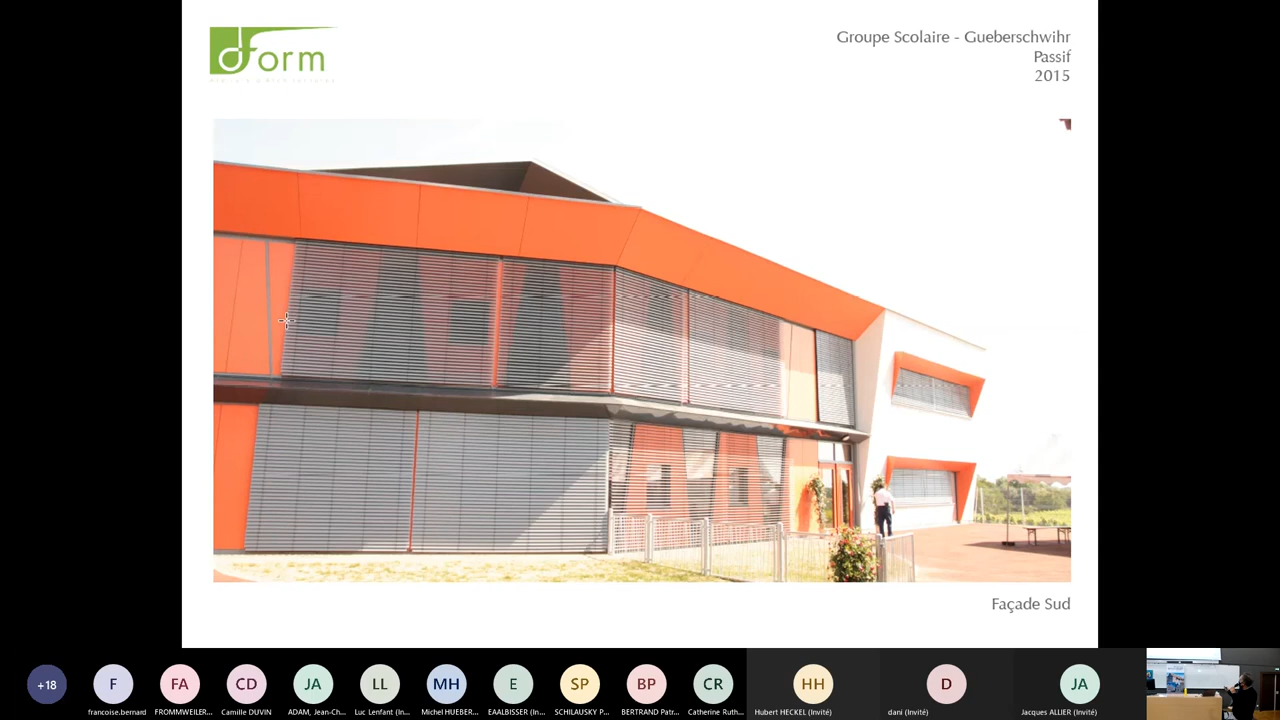 dform
Groupe Scolaire - Gueberschwihr
Passif
2015
Façade Sud
+18
F
FA
CD
JA
LL
MH
E
SP
BP
CR
HH
D
JA
francoise.bernard
FROMMWEILER...
Camille DUVIN
ADAM, Jean-Ch...
Luc Lenfant (In...
Michel HUEBER...
EAALBISSER (In...
SCHILAUSKY P...
BERTRAND Patr...
Catherine Ruth...
Hubert HECKEL (Invité)
dani (Invité)
Jacques ALLIER (Invité)